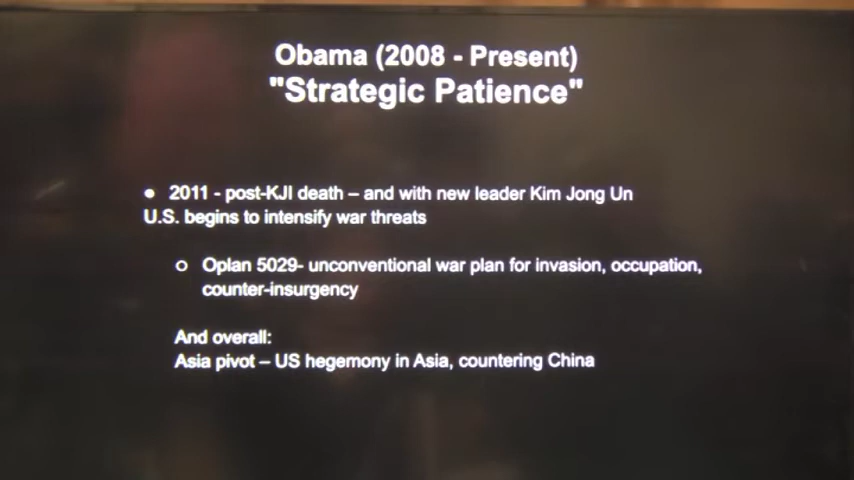 Obama (2008 - Present)
"Strategic Patience"
● 2011 - post-KJI death – and with new leader Kim Jong Un
U.S. begins to intensify war threats
○ Oplan 5029- unconventional war plan for invasion, occupation,
counter-insurgency
And overall:
Asia pivot – US hegemony in Asia, countering China